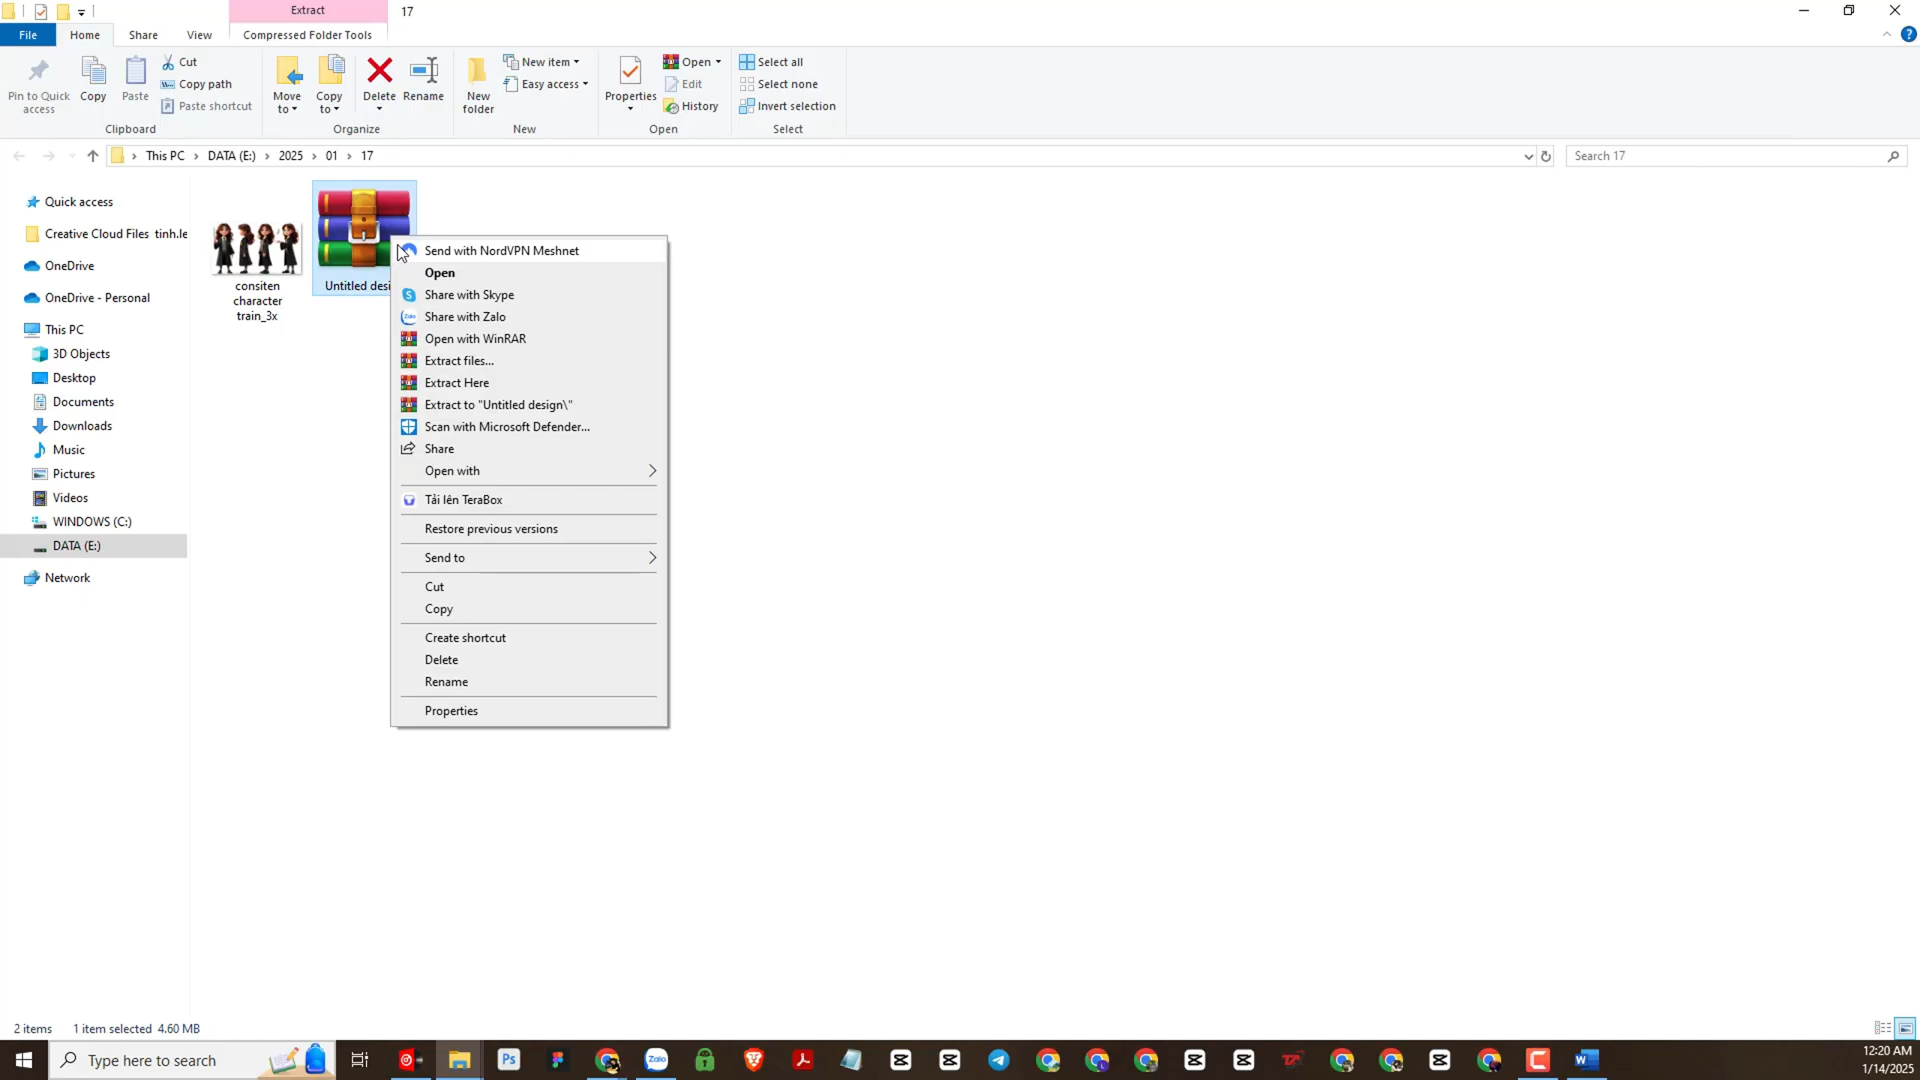 Extract
17
File
Home
Share
View
Compressed Folder Tools
Pin to Quick access
Copy
Paste
Cut
Copy path
Paste shortcut
Clipboard
Move to
Copy to
Delete
Rename
Organize
New folder
New item
Easy access
New
Properties
Open
Edit
History
Open
Select all
Select none
Invert selection
Select
This PC
DATA (E:)
2025
01
17
Search 17
Quick access
Creative Cloud Files tinh.le
OneDrive
OneDrive - Personal
This PC
3D Objects
Desktop
Documents
Downloads
Music
Pictures
Videos
WINDOWS (C:)
DATA (E:)
Network
consiten
character
train_3x
Untitled desi
Send with NordVPN Meshnet
Open
Share with Skype
Share with Zalo
Open with WinRAR
Extract files...
Extract Here
Extract to "Untitled design\"
Scan with Microsoft Defender...
Share
Open with
Tải lên TeraBox
Restore previous versions
Send to
Cut
Copy
Create shortcut
Delete
Rename
Properties
2 items
1 item selected 4.60 MB
Type here to search
Ps
Zalo
12:20 AM
1/14/2025